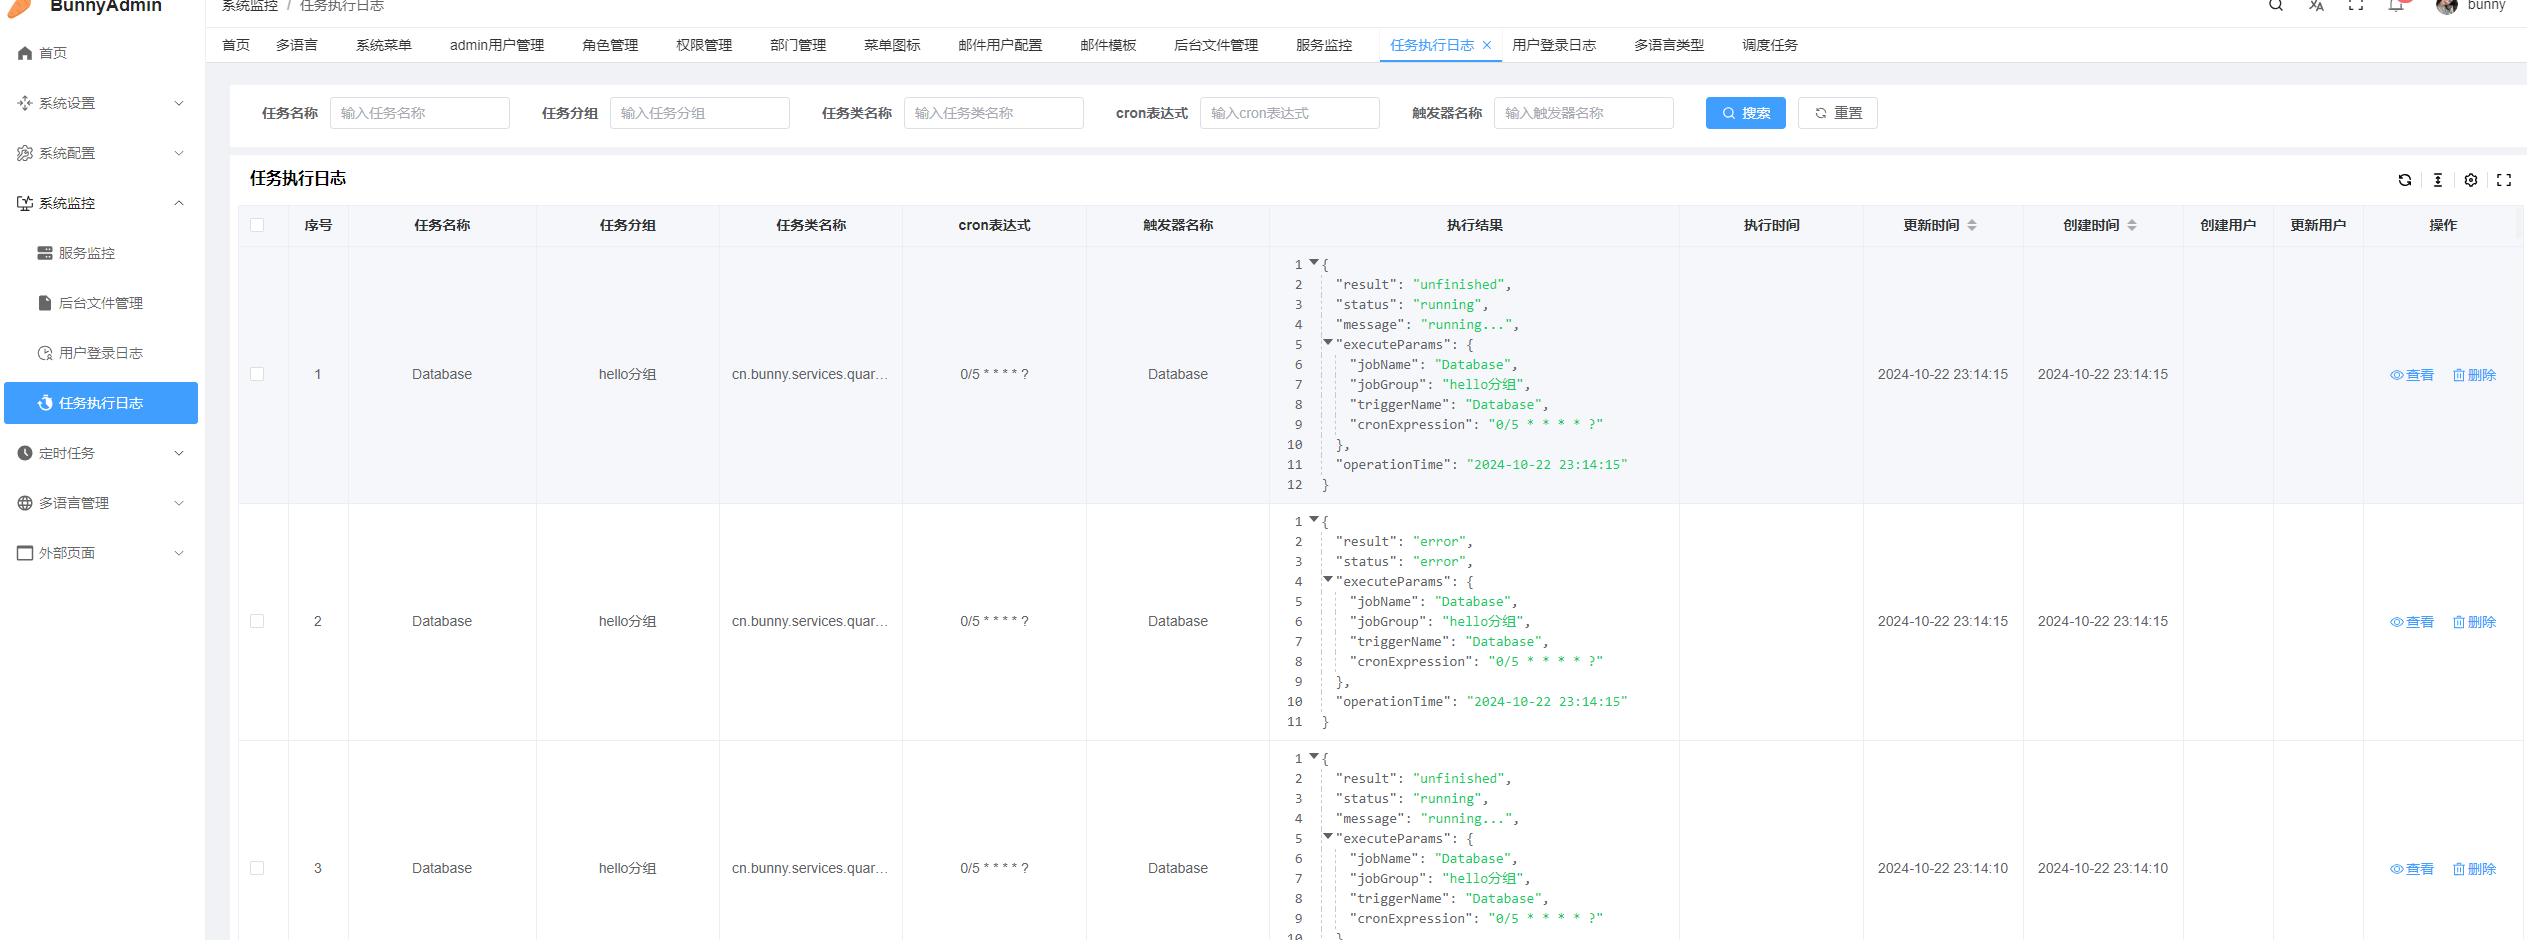 BunnyAdmin
系统监控 / 任务执行日志
bunny
首页 多语言 系统菜单 admin用户管理 角色管理 权限管理 部门管理 菜单图标 邮件用户配置 邮件模板 后台文件管理 服务监控 任务执行日志 用户登录日志 多语言类型 调度任务
首页
系统设置
系统配置
系统监控
服务监控
后台文件管理
用户登录日志
任务执行日志
定时任务
多语言管理
外部页面
任务名称 输入任务名称 任务分组 输入任务分组 任务类名称 输入任务类名称 cron表达式 输入cron表达式 触发器名称 输入触发器名称 搜索 重置
任务执行日志
序号 任务名称 任务分组 任务类名称 cron表达式 触发器名称 执行结果 执行时间 更新时间 创建时间 创建用户 更新用户 操作
1 Database hello分组 cn.bunny.services.quar... 0/5 * * * * ? Database
1 {
2 "result": "unfinished",
3 "status": "running",
4 "message": "running...",
5 "executeParams": {
6 "jobName": "Database",
7 "jobGroup": "hello分组",
8 "triggerName": "Database",
9 "cronExpression": "0/5 * * * * ?"
10 },
11 "operationTime": "2024-10-22 23:14:15"
12 }
2024-10-22 23:14:15 2024-10-22 23:14:15 查看 删除
2 Database hello分组 cn.bunny.services.quar... 0/5 * * * * ? Database
1 {
2 "result": "error",
3 "status": "error",
4 "executeParams": {
5 "jobName": "Database",
6 "jobGroup": "hello分组",
7 "triggerName": "Database",
8 "cronExpression": "0/5 * * * * ?"
9 },
10 "operationTime": "2024-10-22 23:14:15"
11 }
2024-10-22 23:14:15 2024-10-22 23:14:15 查看 删除
3 Database hello分组 cn.bunny.services.quar... 0/5 * * * * ? Database
1 {
2 "result": "unfinished",
3 "status": "running",
4 "message": "running...",
5 "executeParams": {
6 "jobName": "Database",
7 "jobGroup": "hello分组",
8 "triggerName": "Database",
9 "cronExpression": "0/5 * * * * ?"
10 }
2024-10-22 23:14:10 2024-10-22 23:14:10 查看 删除